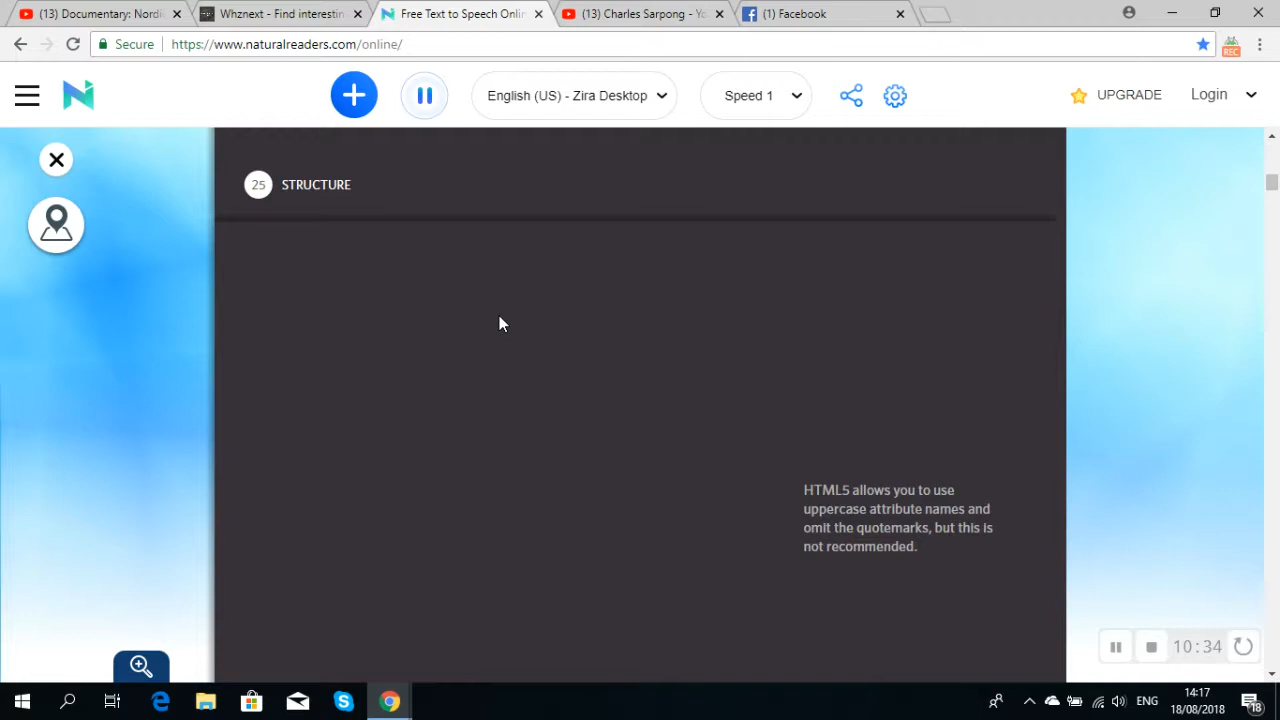 (13) Documentary: Nordi
Whznext - Find interestin
Free Text to Speech Onlin
(13) Charles Sarpong - Yo
(1) Facebook
Secure
https://www.naturalreaders.com/online/
REC
English (US) - Zira Desktop
Speed 1
UPGRADE
Login
25 STRUCTURE
HTML5 allows you to use
uppercase attribute names and
omit the quotemarks, but this is
not recommended.
10:34
ENG
14:17
18/08/2018
18